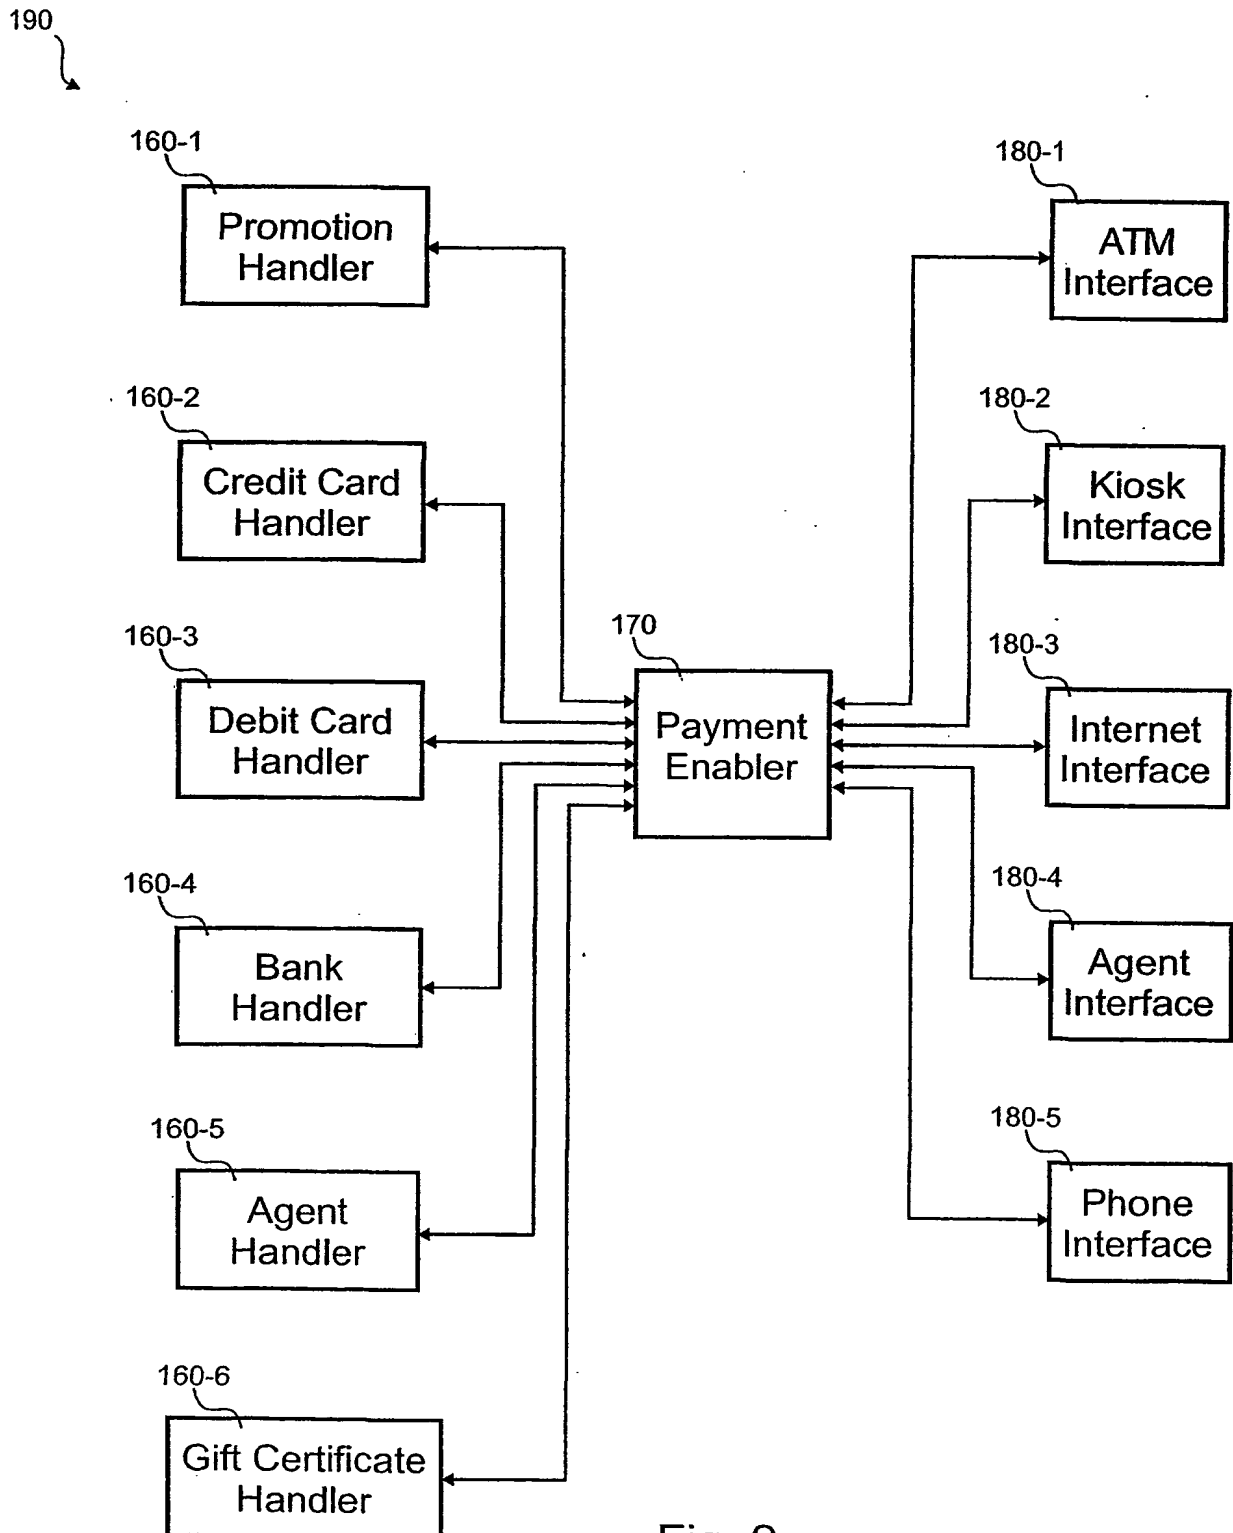 190
160-1
Promotion
Handler
180-1
ATM
Interface
160-2
Credit Card
Handler
180-2
Kiosk
Interface
160-3
Debit Card
Handler
170
Payment
Enabler
180-3
Internet
Interface
160-4
Bank
Handler
180-4
Agent
Interface
160-5
Agent
Handler
180-5
Phone
Interface
160-6
Gift Certificate
Handler
Fig.